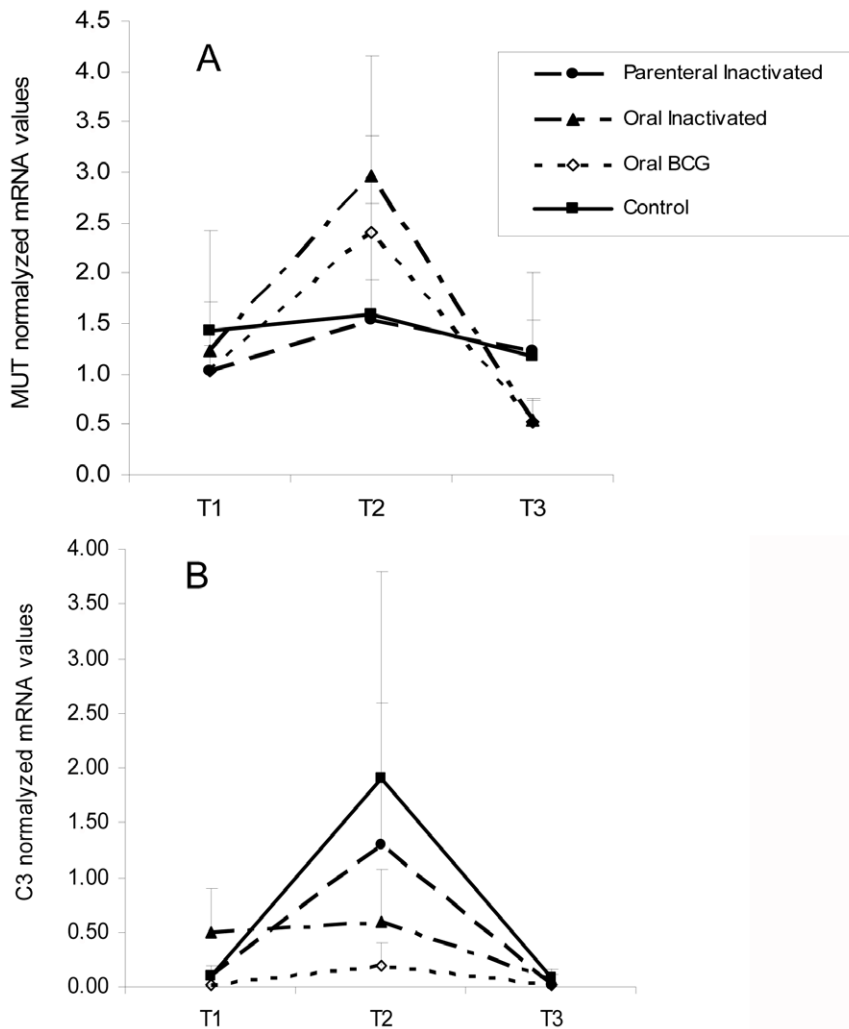 A
MUT normalyzed mRNA values
4.5
4.0
3.5
3.0
2.5
2.0
1.5
1.0
0.5
0.0
T1 T2 T3
Parenteral Inactivated
Oral Inactivated
Oral BCG
Control
B
C3 normalyzed mRNA values
4.00
3.50
3.00
2.50
2.00
1.50
1.00
0.50
0.00
T1 T2 T3